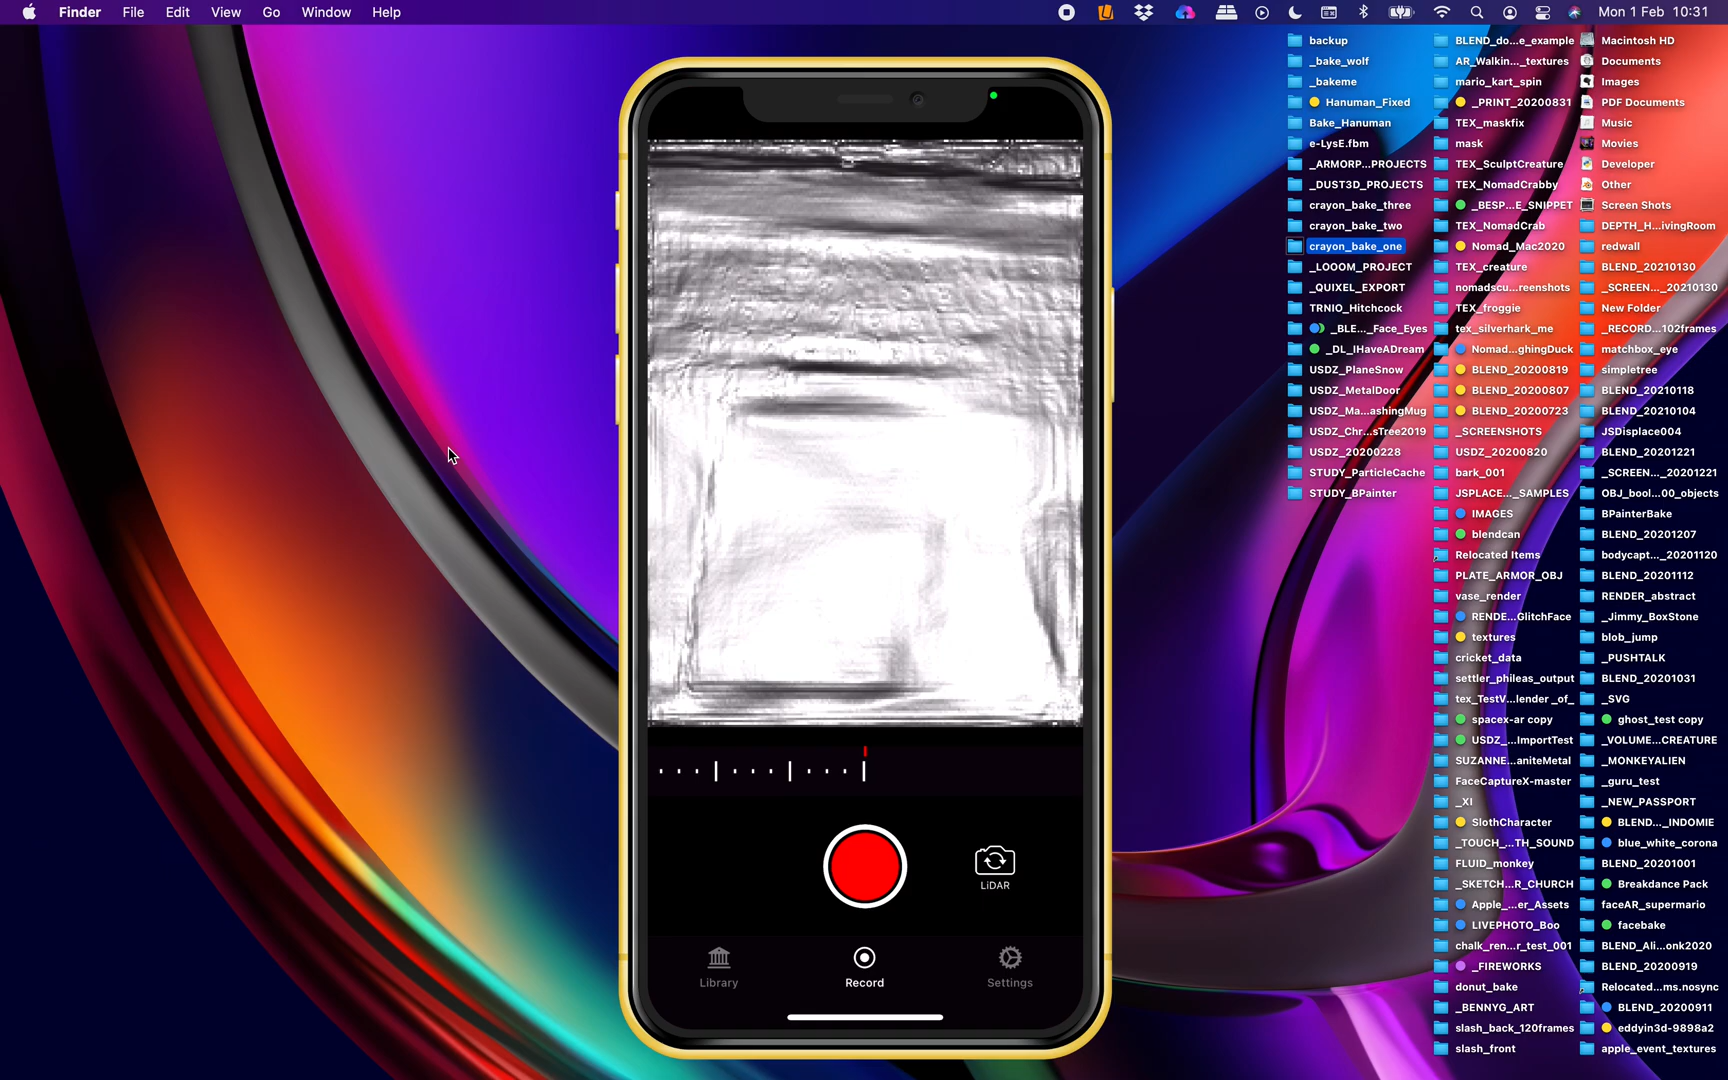 Finder File Edit View Go Window Help Mon 1 Feb 10:31
backup
_bake_wolf
_bakeme
Hanuman_Fixed
Bake_Hanuman
e-LysE.fbm
_ARMORP...PROJECTS
_DUST3D_PROJECTS
crayon_bake_three
crayon_bake_two
crayon_bake_one
_LOOOM_PROJECT
_QUIXEL_EXPORT
TRNIO_Hitchcock
_BLE..._Face_Eyes
_DL_IHaveADream
USDZ_PlaneSnow
USDZ_MetalDoor
USDZ_Ma...ashingMug
USDZ_Chr...sTree2019
USDZ_20200228
STUDY_ParticleCache
STUDY_BPainter
BLEND_do...e_example
AR_Walkin..._textures
mario_kart_spin
_PRINT_20200831
TEX_maskfix
mask
TEX_SculptCreature
TEX_NomadCrabby
_BESP...E_SNIPPET
TEX_NomadCrab
Nomad_Mac2020
TEX_creature
nomadscu...reenshots
TEX_froggie
tex_silverhark_me
Nomad...ghingDuck
BLEND_20200819
BLEND_20200807
BLEND_20200723
_SCREENSHOTS
USDZ_20200820
bark_001
JSPLACE..._SAMPLES
IMAGES
blendcan
Relocated Items
PLATE_ARMOR_OBJ
vase_render
RENDE...GlitchFace
textures
cricket_data
settler_phileas_output
tex_TestV...lender _of_
spacex-ar copy
USDZ_...ImportTest
SUZANNE...aniteMetal
FaceCaptureX-master
_XI
SlothCharacter
_TOUCH_...TH_SOUND
FLUID_monkey
_SKETCH...R_CHURCH
Apple_...er_Assets
LIVEPHOTO_Boo
chalk_ren...r_test_001
_FIREWORKS
donut_bake
_BENNYG_ART
slash_back_120frames
slash_front
Macintosh HD
Documents
Images
PDF Documents
Music
Movies
Developer
Other
Screen Shots
DEPTH_H...ivingRoom
redwall
BLEND_20210130
_SCREEN..._20210130
New Folder
_RECORD...102frames
matchbox_eye
simpletree
BLEND_20210118
BLEND_20210104
JSDisplace004
BLEND_20201221
_SCREEN..._20201221
OBJ_bool...00_objects
BPainterBake
BLEND_20201207
bodycapt..._20201120
BLEND_20201112
RENDER_abstract
_Jimmy_BoxStone
blob_jump
_PUSHTALK
BLEND_20201031
_SVG
ghost_test copy
_VOLUME...CREATURE
_MONKEYALIEN
_guru_test
_NEW_PASSPORT
BLEND..._INDOMIE
blue_white_corona
BLEND_20201001
Breakdance Pack
faceAR_supermario
facebake
BLEND_Ali...onk2020
BLEND_20200919
Relocated...ms.nosync
BLEND_20200911
eddyin3d-9898a2
apple_event_textures
LiDAR
Library Record Settings